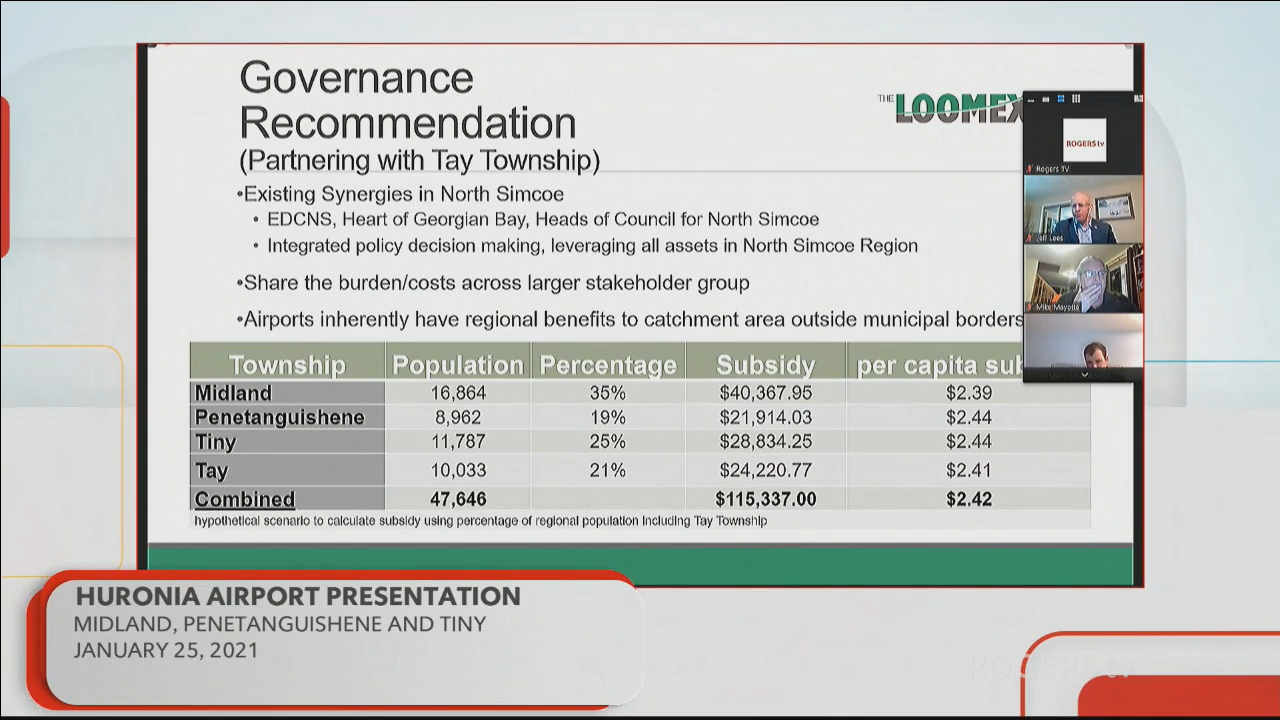 Governance
Recommendation
(Partnering with Tay Township)
THE LOOMEX
•Existing Synergies in North Simcoe
• EDCNS, Heart of Georgian Bay, Heads of Council for North Simcoe
• Integrated policy decision making, leveraging all assets in North Simcoe Region
•Share the burden/costs across larger stakeholder group
•Airports inherently have regional benefits to catchment area outside municipal borders
ROGERS tv
Rogers TV
Jeff Lees
Mike Mayotte
Township Population Percentage Subsidy per capita sub
Midland 16,864 35% $40,367.95 $2.39
Penetanguishene 8,962 19% $21,914.03 $2.44
Tiny 11,787 25% $28,834.25 $2.44
Tay 10,033 21% $24,220.77 $2.41
Combined 47,646 $115,337.00 $2.42
hypothetical scenario to calculate subsidy using percentage of regional population including Tay Township
HURONIA AIRPORT PRESENTATION
MIDLAND, PENETANGUISHENE AND TINY
JANUARY 25, 2021
ROGERS tv